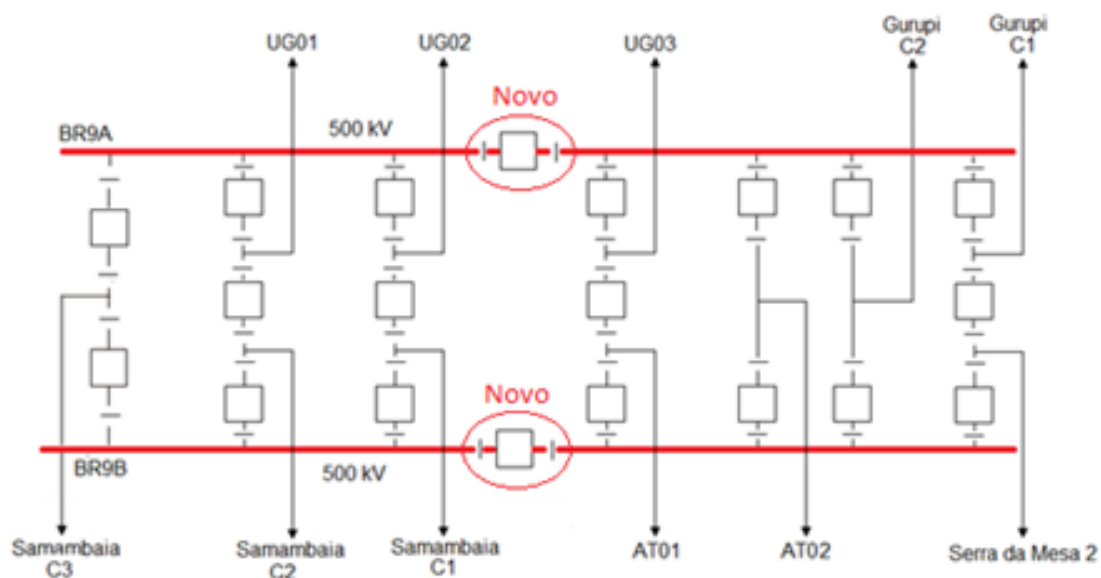 UG01
UG02
UG03
Gurupi
C2
Gurupi
C1
Novo
500 kV
BR9A
Novo
BR9B
500 kV
Samambaia
C3
Samambaia
C2
Samambaia
C1
AT01
AT02
Serra da Mesa 2